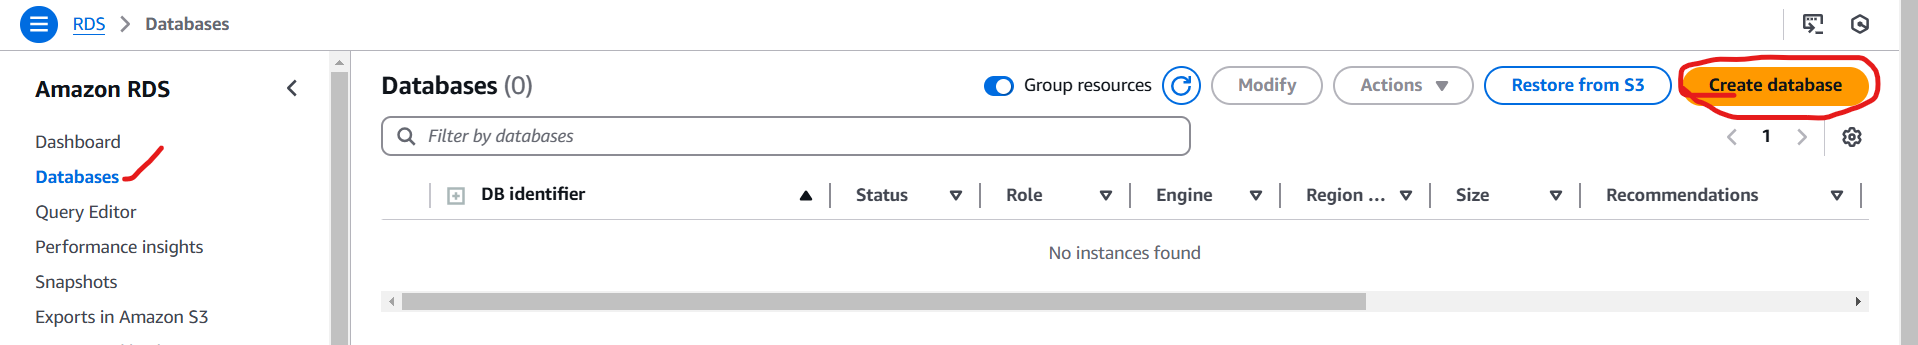 RDS > Databases
Amazon RDS
Dashboard
Databases
Query Editor
Performance insights
Snapshots
Exports in Amazon S3
Databases (0)
Group resources
Modify
Actions
Restore from S3
Create database
Filter by databases
1
DB identifier
Status
Role
Engine
Region ...
Size
Recommendations
No instances found